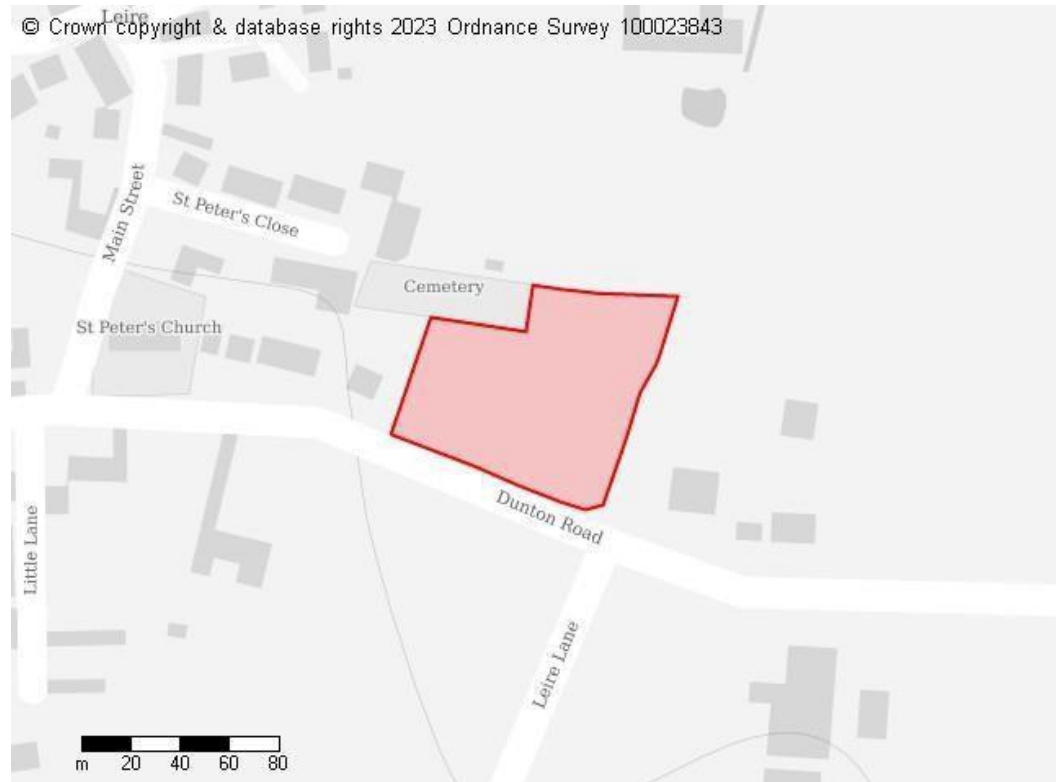 Leire
© Crown copyright & database rights 2023 Ordnance Survey 100023843
Main Street
St Peter's Close
Cemetery
St Peter's Church
Dunton Road
Little Lane
Leire Lane
m 20 40 60 80